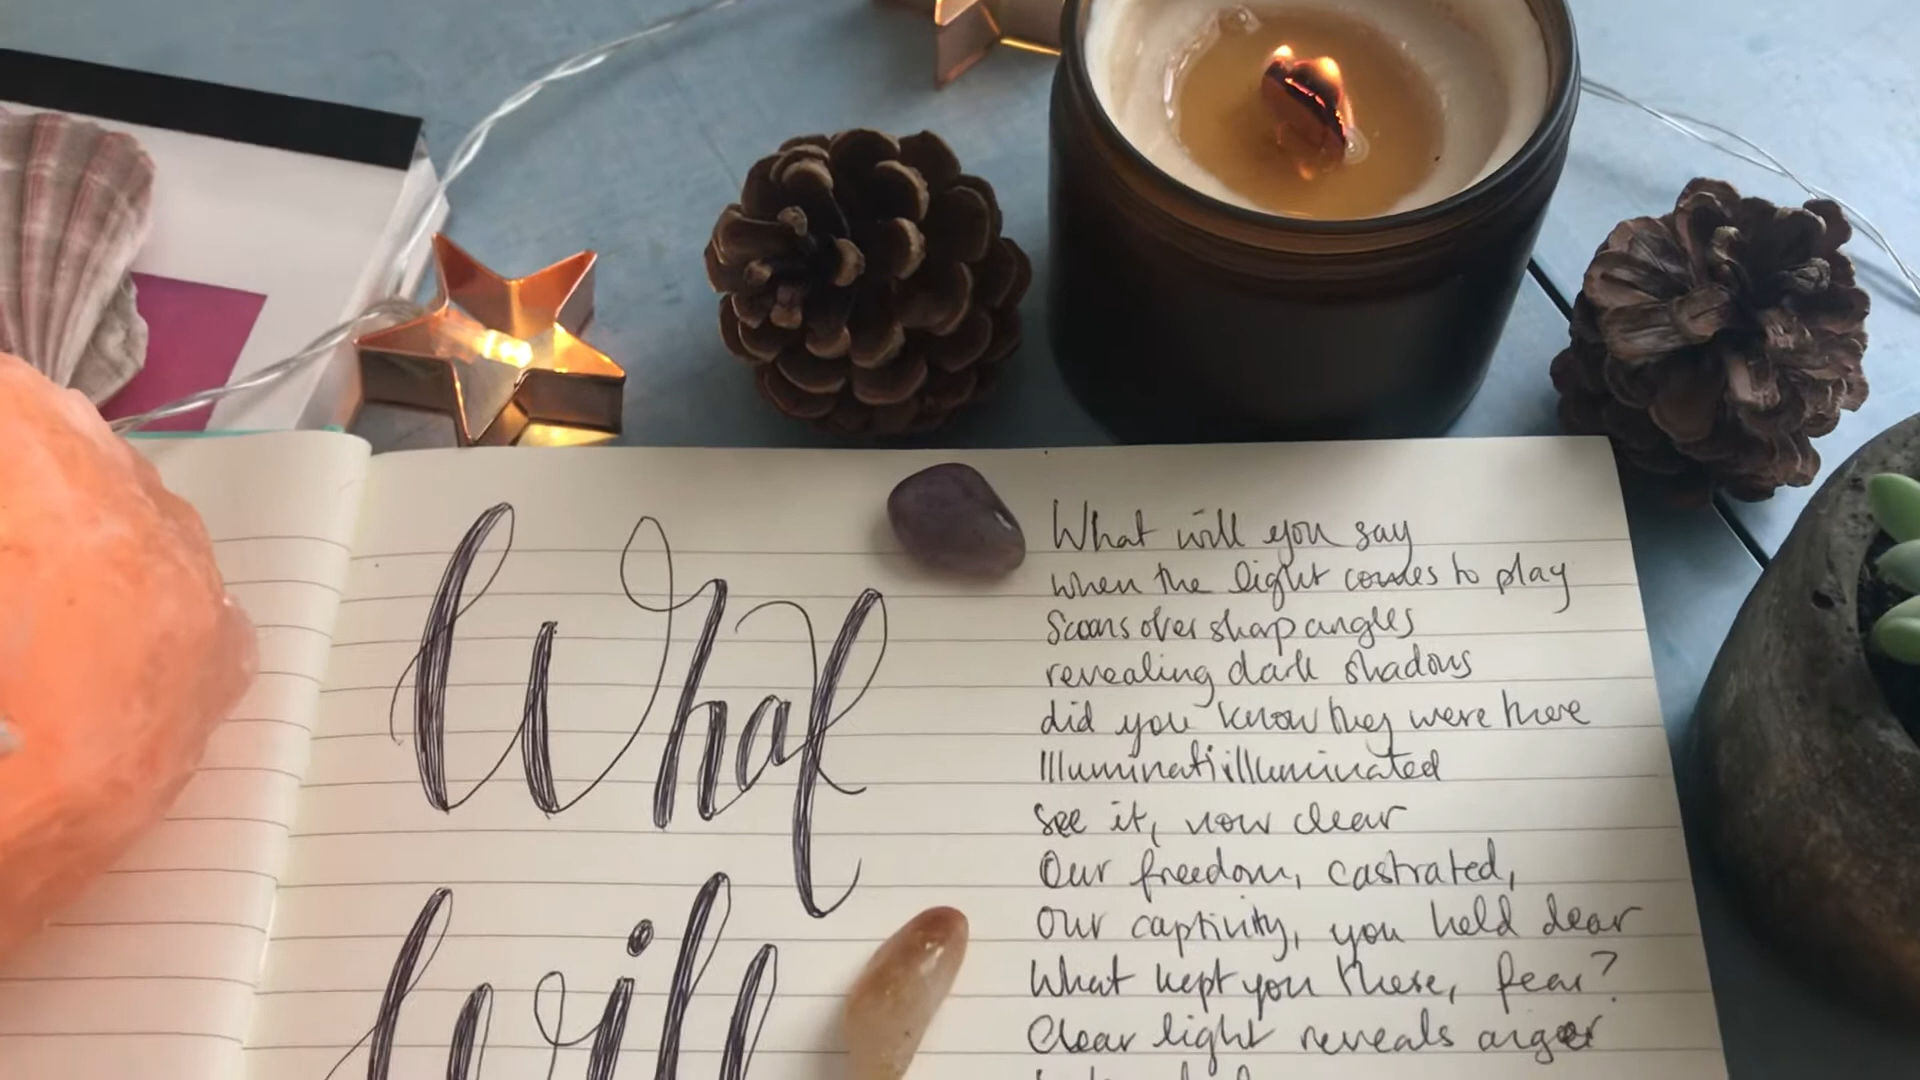 What
Will
What will you say
when the light comes to play
Scans over sharp angles
revealing dark shadows
did you know they were there
Illuminati illuminated
see it, now clear
Our freedom, castrated,
Our captivity, you held dear
What kept you there, fear?
Clear light reveals anger